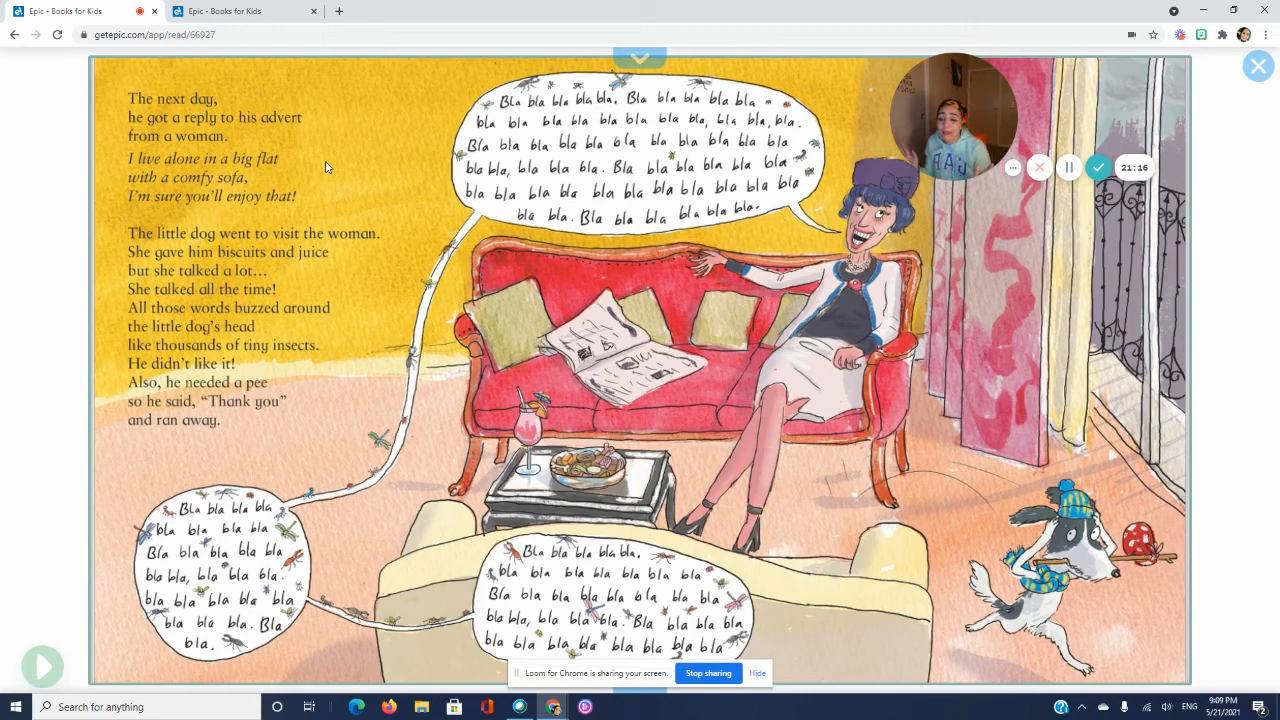 Epic - Books for Kids
Epic - Books for Kids
getepic.com/app/read/66927
The next day,
he got a reply to his advert
from a woman.
I live alone in a big flat
with a comfy sofa,
I'm sure you'll enjoy that!
The little dog went to visit the woman.
She gave him biscuits and juice
but she talked a lot...
She talked all the time!
All those words buzzed around
the little dog's head
like thousands of tiny insects.
He didn't like it!
Also, he needed a pee
so he said, "Thank you"
and ran away.
Bla bla bla bla bla. Bla bla bla bla bla
bla bla bla bla bla bla bla bla, bla bla, bla.
Bla bla bla bla bla bla bla bla bla bla
bla bla, bla bla bla. Bla bla bla bla bla bla
bla bla bla bla bla bla bla bla bla bla bla
bla bla. Bla bla bla bla bla bla.
21:16
Bla bla bla bla
bla bla bla bla
Bla bla bla bla bla
bla bla, bla bla bla.
bla bla bla bla bla
bla bla bla. Bla
bla.
Bla bla bla bla bla.
bla bla bla bla bla bla bla
Bla bla bla bla bla bla bla bla
bla bla, bla bla bla. Bla bla bla bla
bla bla bla bla bla bla bla bla
Loom for Chrome is sharing your screen. Stop sharing Hide
Search for anything
9:09 PM
5/21/2021
2